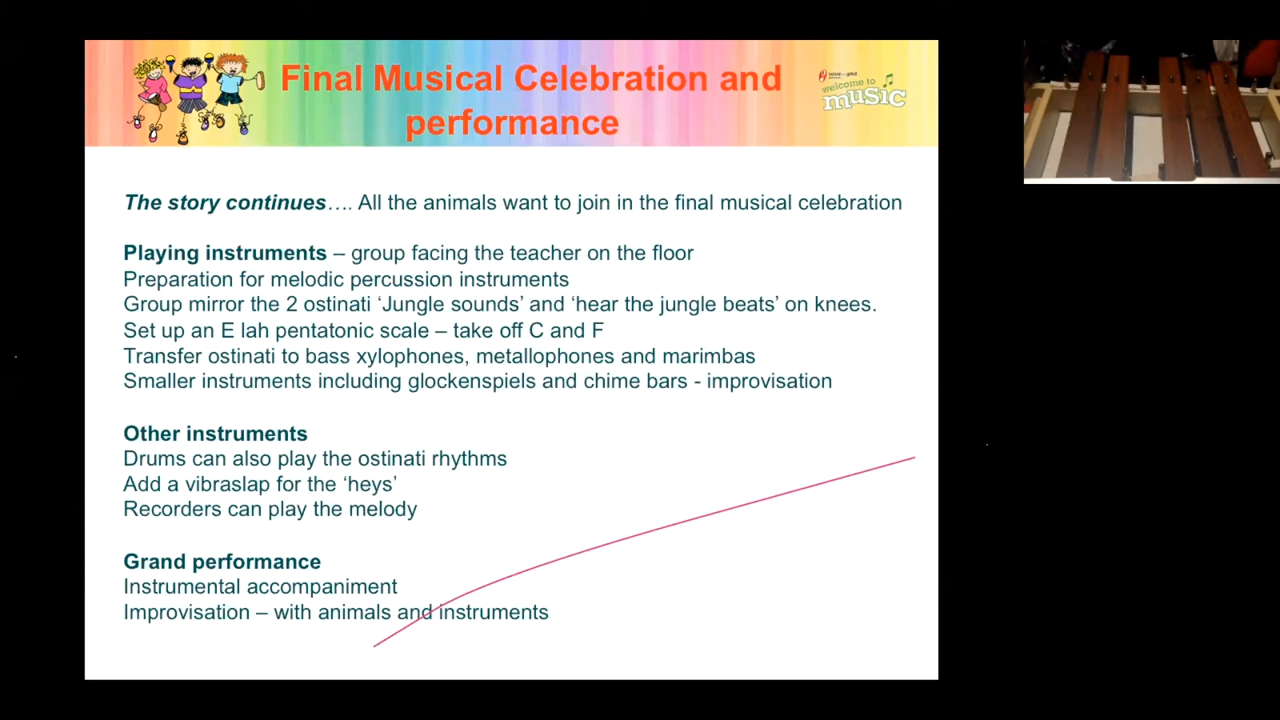 Final Musical Celebration and
performance
welcome to
music
The story continues…. All the animals want to join in the final musical celebration
Playing instruments – group facing the teacher on the floor
Preparation for melodic percussion instruments
Group mirror the 2 ostinati ‘Jungle sounds’ and ‘hear the jungle beats’ on knees.
Set up an E lah pentatonic scale – take off C and F
Transfer ostinati to bass xylophones, metallophones and marimbas
Smaller instruments including glockenspiels and chime bars - improvisation
Other instruments
Drums can also play the ostinati rhythms
Add a vibraslap for the ‘heys’
Recorders can play the melody
Grand performance
Instrumental accompaniment
Improvisation – with animals and instruments